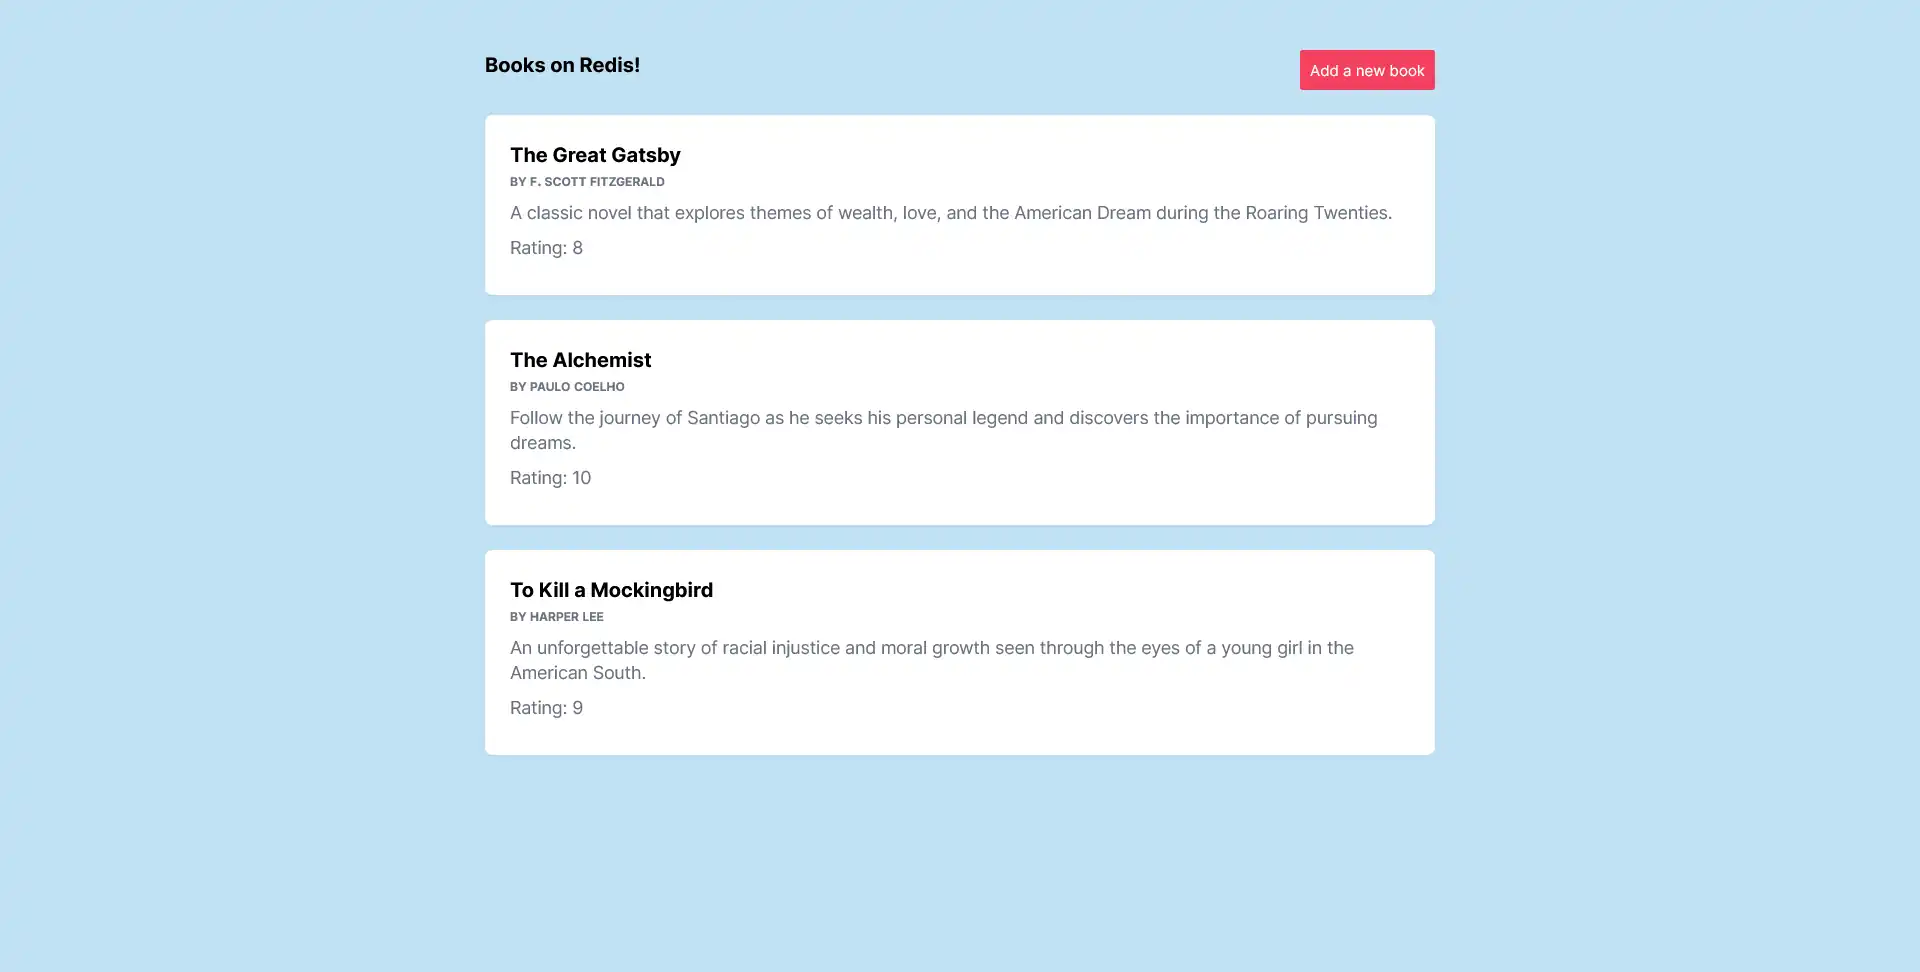 Books on Redis!
Add a new book
The Great Gatsby
BY F. SCOTT FITZGERALD
A classic novel that explores themes of wealth, love, and the American Dream during the Roaring Twenties.
Rating: 8
The Alchemist
BY PAULO COELHO
Follow the journey of Santiago as he seeks his personal legend and discovers the importance of pursuing
dreams.
Rating: 10
To Kill a Mockingbird
BY HARPER LEE
An unforgettable story of racial injustice and moral growth seen through the eyes of a young girl in the
American South.
Rating: 9